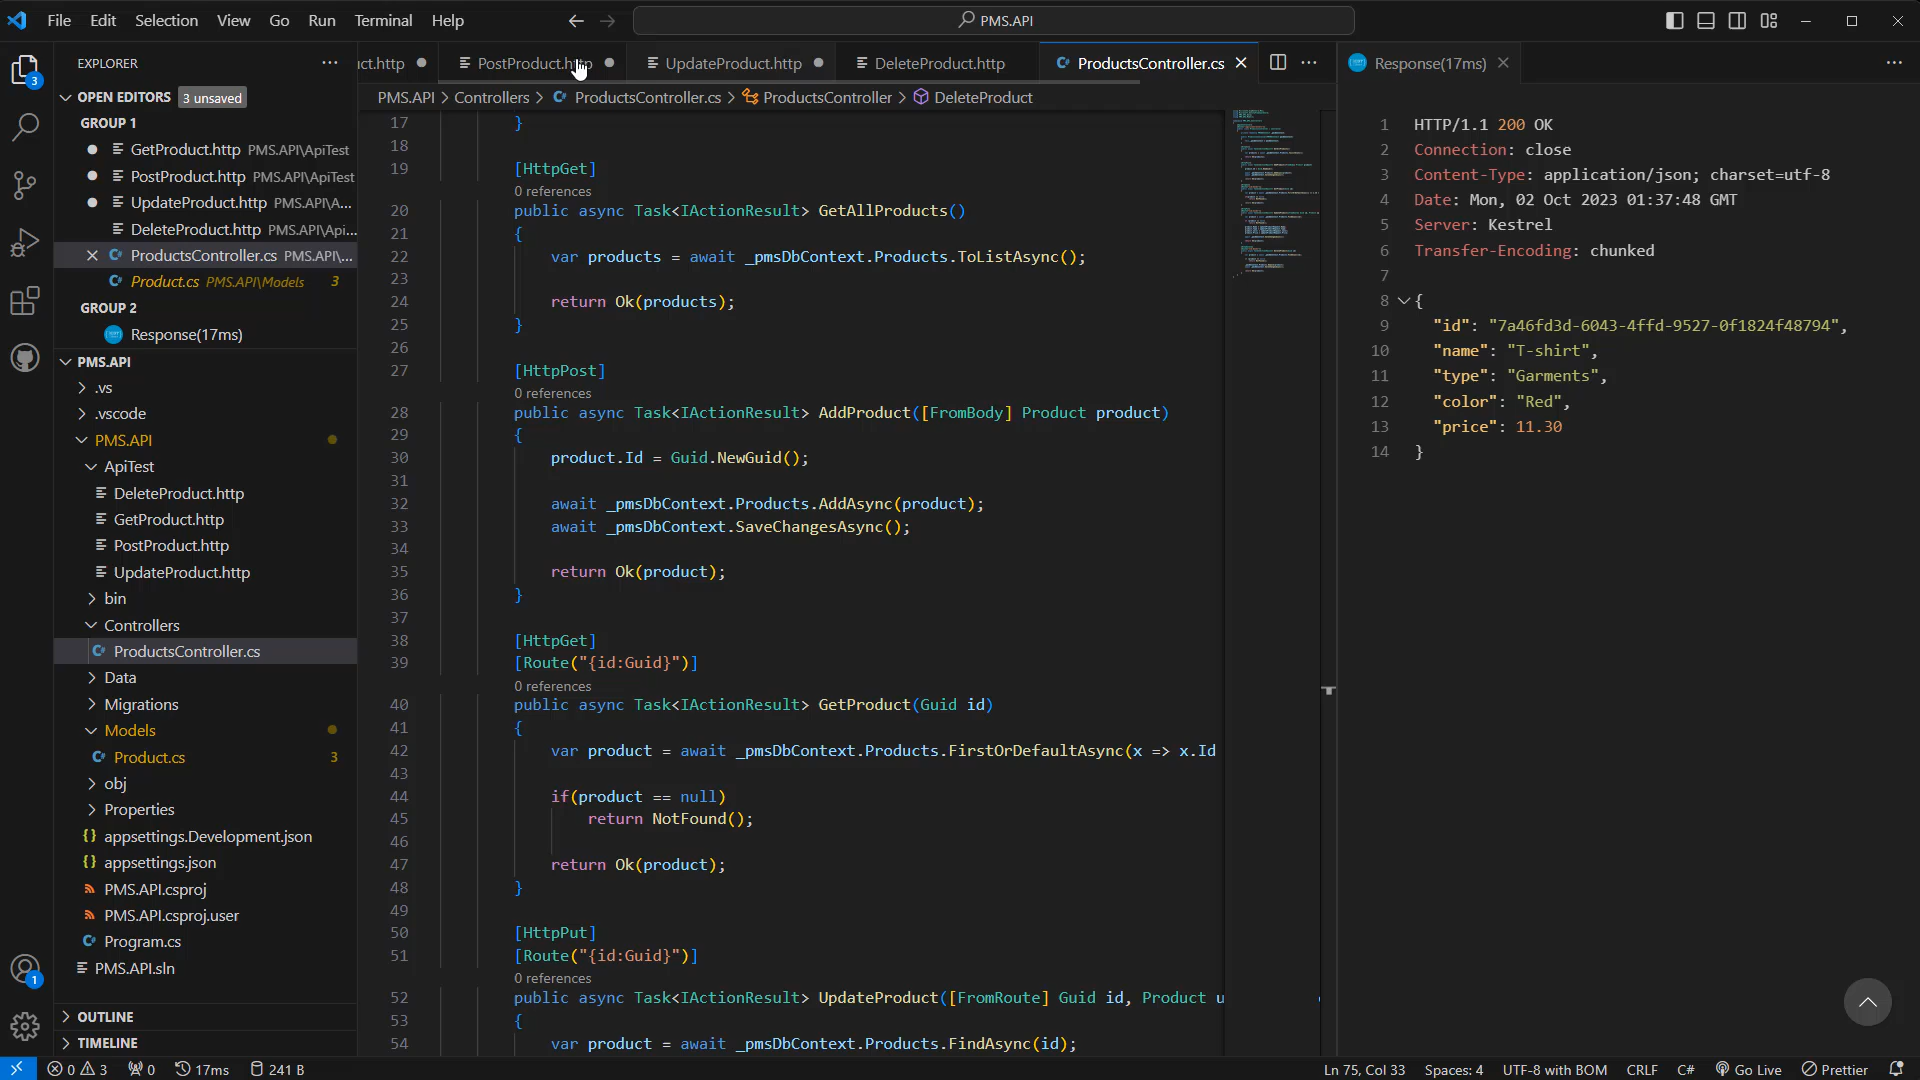 File Edit Selection View Go Run Terminal Help
PMS.API
EXPLORER
OPEN EDITORS 3 unsaved
GROUP 1
GetProduct.http PMS.API\ApiTest
PostProduct.http PMS.API\ApiTest
UpdateProduct.http PMS.API\A...
DeleteProduct.http PMS.API\Api...
ProductsController.cs PMS.API\...
Product.cs PMS.API\Models 3
GROUP 2
Response(17ms)
PMS.API
.vs
.vscode
PMS.API
ApiTest
DeleteProduct.http
GetProduct.http
PostProduct.http
UpdateProduct.http
bin
Controllers
ProductsController.cs
Data
Migrations
Models
Product.cs 3
obj
Properties
appsettings.Development.json
appsettings.json
PMS.API.csproj
PMS.API.csproj.user
Program.cs
PMS.API.sln
OUTLINE
TIMELINE
3
1
uct.http PostProduct.http UpdateProduct.http DeleteProduct.http ProductsController.cs
PMS.API > Controllers > ProductsController.cs > ProductsController > DeleteProduct
17 }
18
19 [HttpGet]
0 references
20 public async Task<IActionResult> GetAllProducts()
21 {
22 var products = await _pmsDbContext.Products.ToListAsync();
23
24 return Ok(products);
25 }
26
27 [HttpPost]
0 references
28 public async Task<IActionResult> AddProduct([FromBody] Product product)
29 {
30 product.Id = Guid.NewGuid();
31
32 await _pmsDbContext.Products.AddAsync(product);
33 await _pmsDbContext.SaveChangesAsync();
34
35 return Ok(product);
36 }
37
38 [HttpGet]
39 [Route("{id:Guid}")]
0 references
40 public async Task<IActionResult> GetProduct(Guid id)
41 {
42 var product = await _pmsDbContext.Products.FirstOrDefaultAsync(x => x.Id
43
44 if(product == null)
45 return NotFound();
46
47 return Ok(product);
48 }
49
50 [HttpPut]
51 [Route("{id:Guid}")]
0 references
52 public async Task<IActionResult> UpdateProduct([FromRoute] Guid id, Product u
53 {
54 var product = await _pmsDbContext.Products.FindAsync(id);
Response(17ms)
1 HTTP/1.1 200 OK
2 Connection: close
3 Content-Type: application/json; charset=utf-8
4 Date: Mon, 02 Oct 2023 01:37:48 GMT
5 Server: Kestrel
6 Transfer-Encoding: chunked
7
8 {
9 "id": "7a46fd3d-6043-4ffd-9527-0f1824f48794",
10 "name": "T-shirt",
11 "type": "Garments",
12 "color": "Red",
13 "price": 11.30
14 }
0 3 0 17ms 241 B Ln 75, Col 33 Spaces: 4 UTF-8 with BOM CRLF C# Go Live Prettier